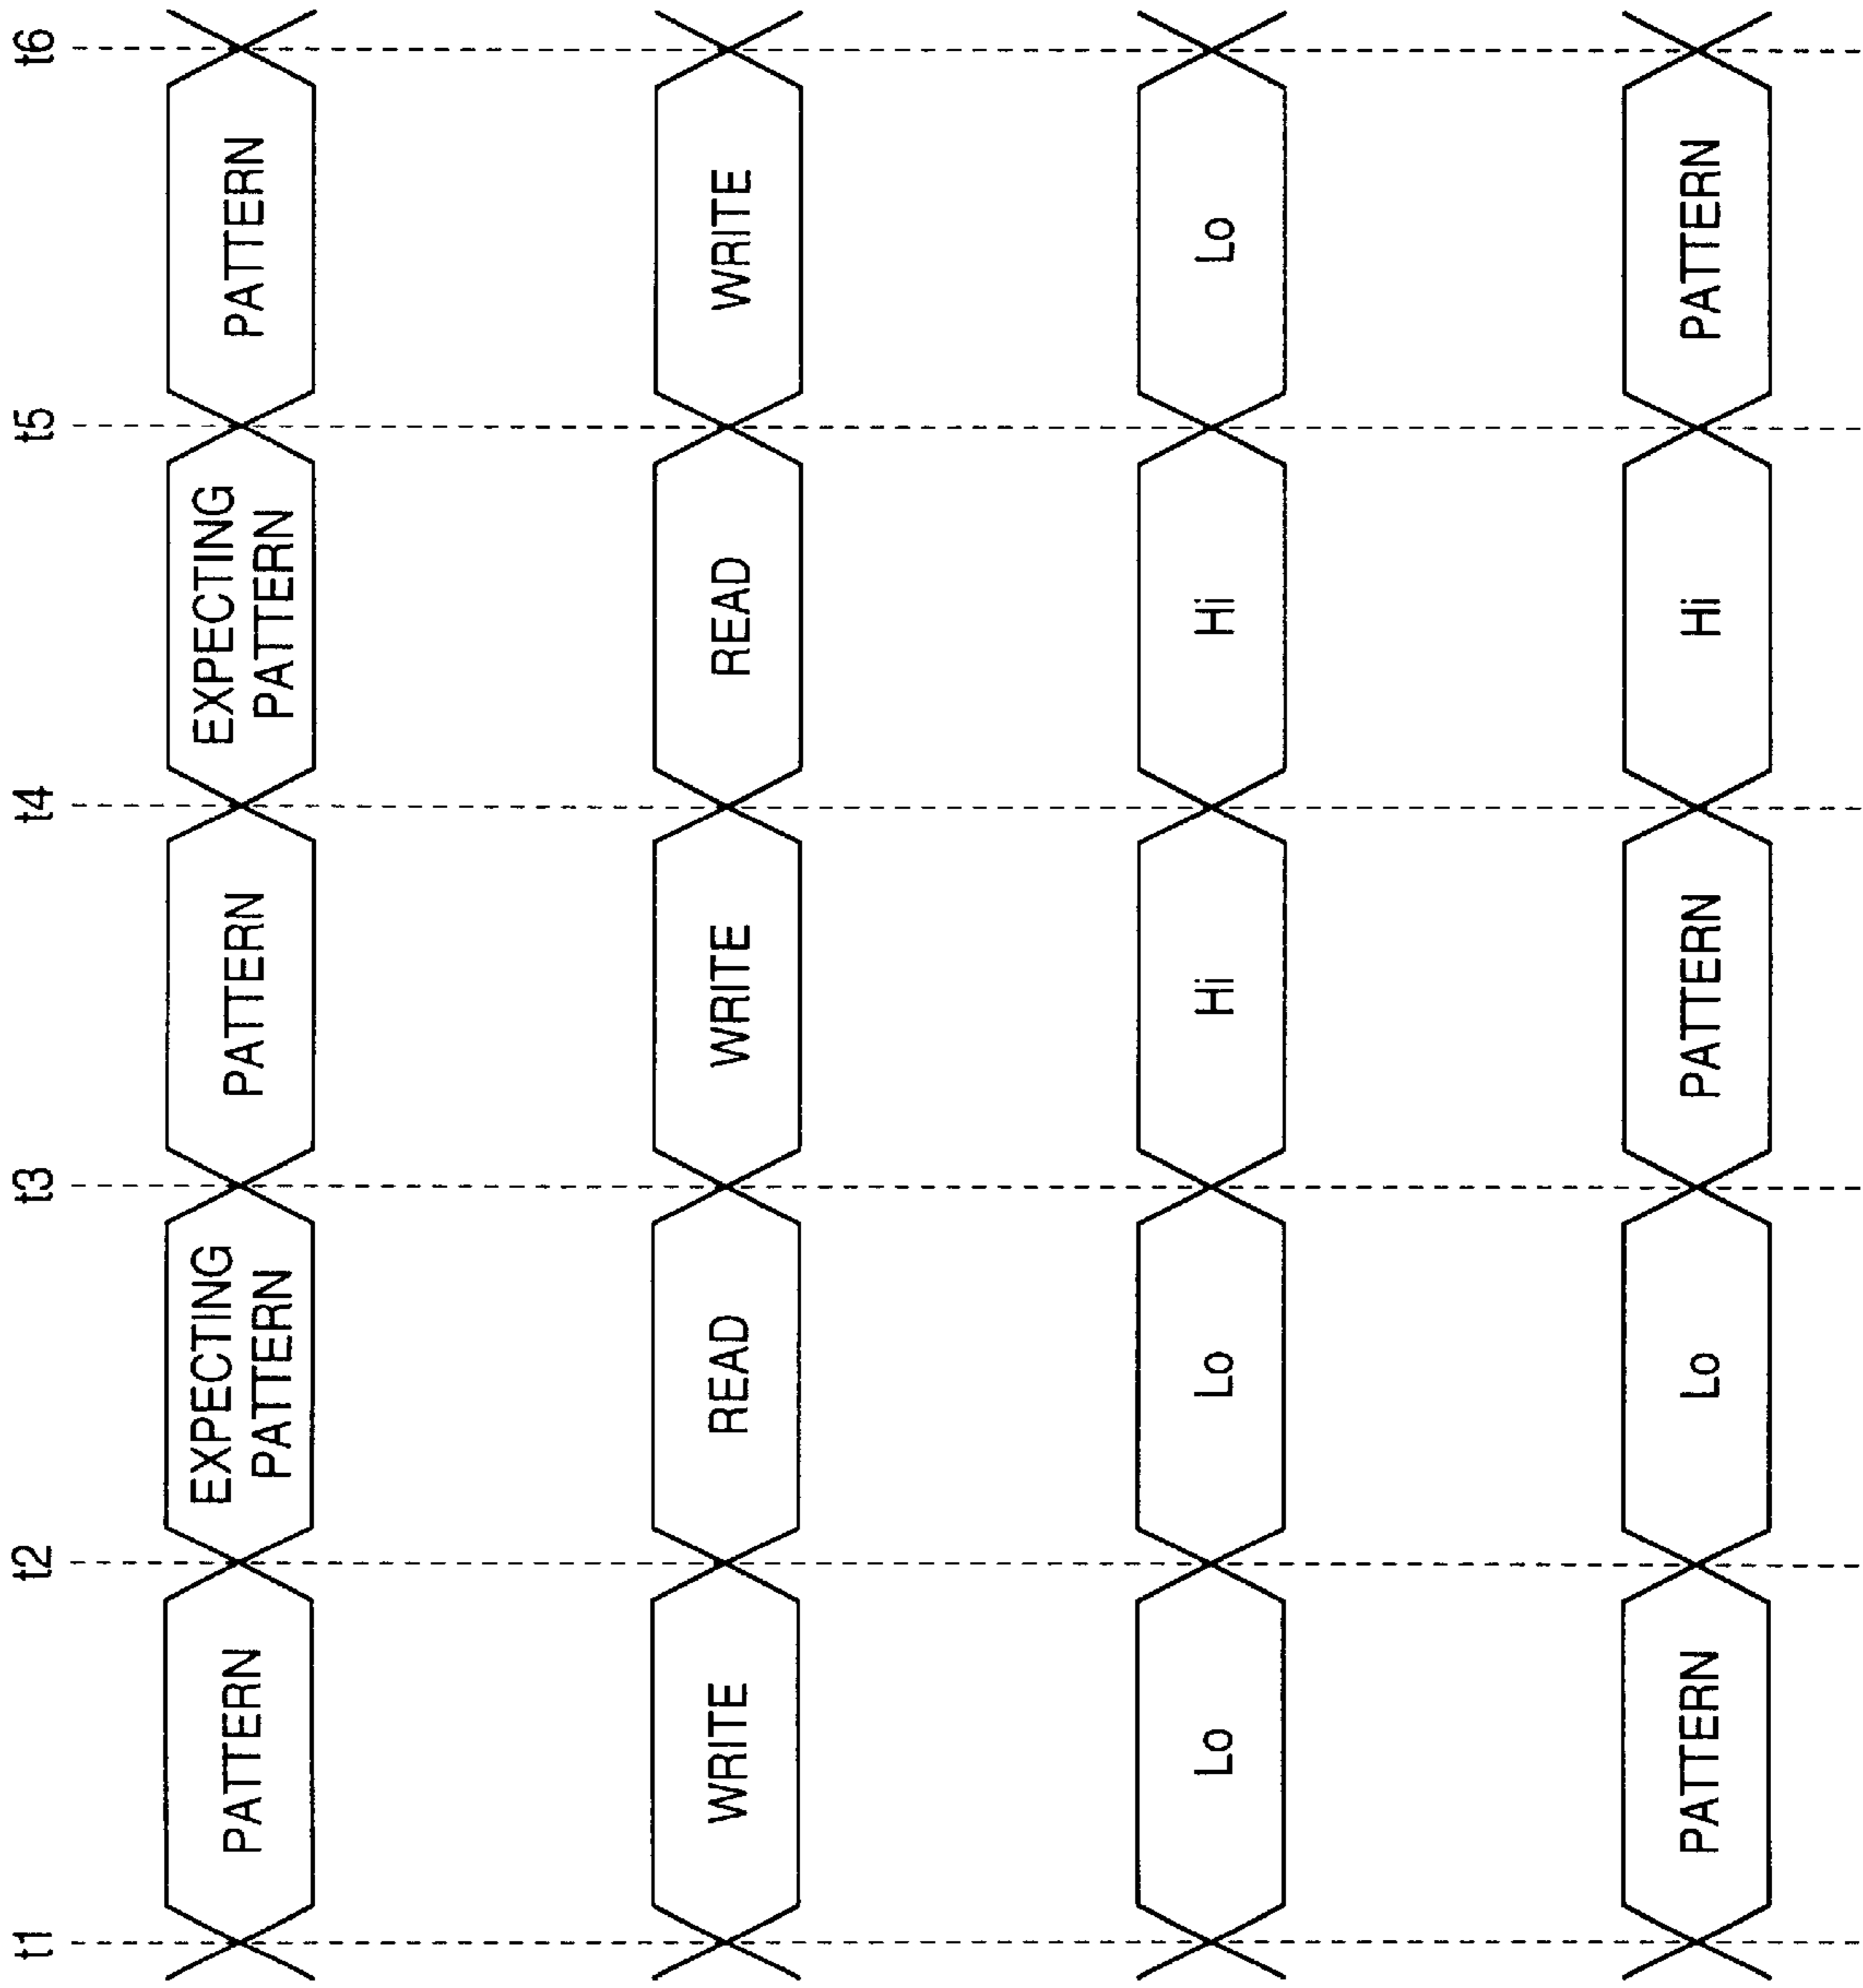 t1 t2 t3 t4 t5 t6
PATTERN EXPECTING PATTERN PATTERN EXPECTING PATTERN PATTERN
WRITE READ WRITE READ WRITE
Lo Lo Hi Hi Lo
PATTERN Lo PATTERN Hi PATTERN